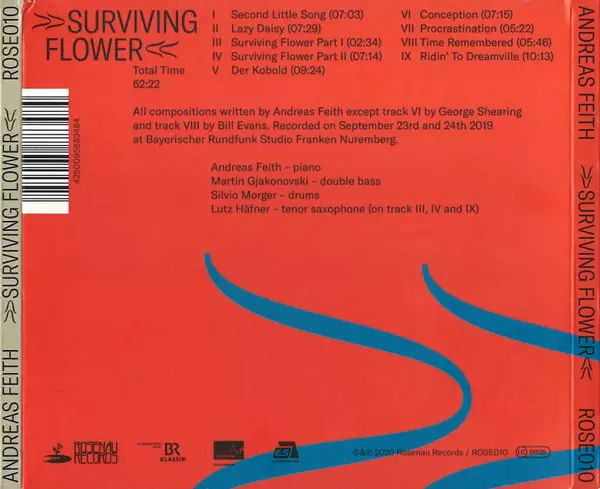 ROSE010
≫SURVIVING FLOWER≪
ANDREAS FEITH
4250095883484
≫SURVIVING
FLOWER≪
Total Time
62:22
I Second Little Song (07:03)
II Lazy Daisy (07:29)
III Surviving Flower Part I (02:34)
IV Surviving Flower Part II (07:14)
V Der Kobold (09:24)
VI Conception (07:15)
VII Procrastination (05:22)
VIII Time Remembered (05:46)
IX Ridin' To Dreamville (10:13)
All compositions written by Andreas Feith except track VI by George Shearing
and track VIII by Bill Evans. Recorded on September 23rd and 24th 2019
at Bayerischer Rundfunk Studio Franken Nuremberg.
Andreas Feith – piano
Martin Gjakonovski – double bass
Silvio Morger – drums
Lutz Häfner – tenor saxophone (on track III, IV and IX)
ROSENAU
RECORDS
BR
KLASSIK
©&℗ 2020 Rosenau Records / ROSE010
ANDREAS FEITH
≫SURVIVING FLOWER≪
ROSE010